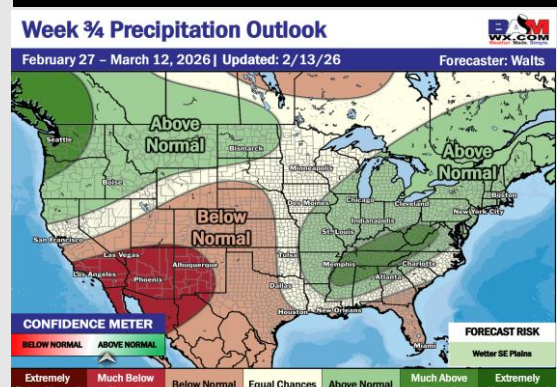 Week ¾ Precipitation Outlook
BAM
WX.COM
Weather Made Simple.
February 27 – March 12, 2026 | Updated: 2/13/26
Forecaster: Walts
Seattle
Above
Normal
Bismarck
Above
Normal
Minneapolis
Boise
Boston
Chicago
Cleveland
New York City
Des Moines
Indianapolis
Below
Normal
St. Louis
San Francisco
Las Vegas
Tulsa
Charlotte
Los Angeles
Albuquerque
Memphis
Phoenix
Atlanta
Dallas
Houston
New Orleans
Miami
CONFIDENCE METER
BELOW NORMAL
ABOVE NORMAL
FORECAST RISK
Wetter SE Plains
Extremely
Much Below
Below Normal
Equal Chances
Above Normal
Much Above
Extremely